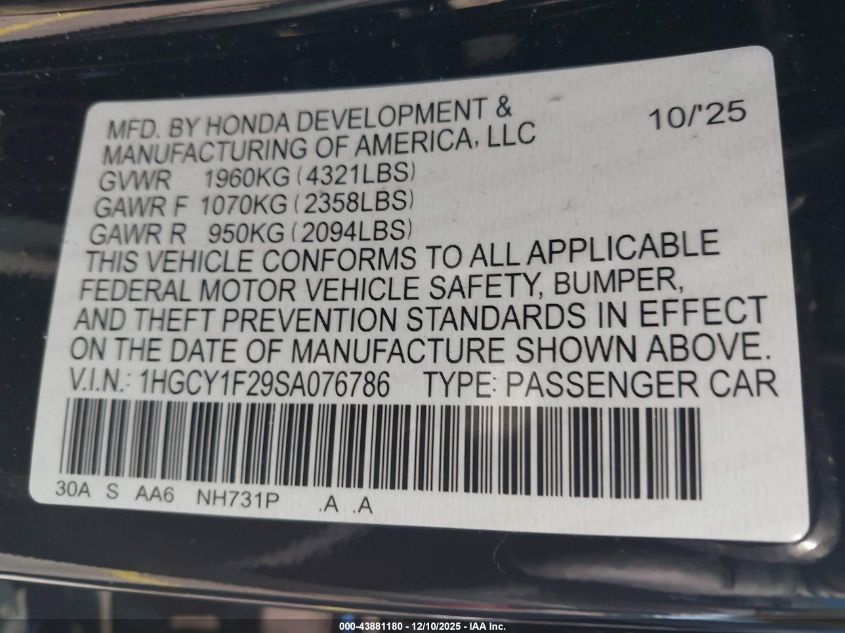 MFD. BY HONDA DEVELOPMENT &
MANUFACTURING OF AMERICA, LLC
10/'25
GVWR 1960KG (4321LBS)
GAWR F 1070KG (2358LBS)
GAWR R 950KG (2094LBS)
THIS VEHICLE CONFORMS TO ALL APPLICABLE
FEDERAL MOTOR VEHICLE SAFETY, BUMPER,
AND THEFT PREVENTION STANDARDS IN EFFECT
ON THE DATE OF MANUFACTURE SHOWN ABOVE.
V.I.N.: 1HGCY1F29SA076786 TYPE: PASSENGER CAR
30A S AA6 NH731P .A .A
000-43881180 - 12/10/2025 - IAA Inc.